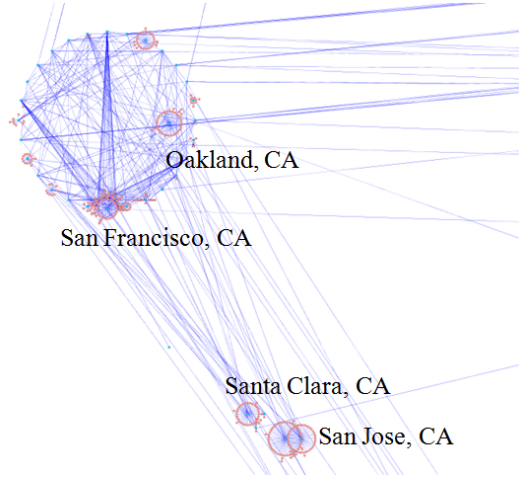 Oakland, CA
San Francisco, CA
Santa Clara, CA
San Jose, CA